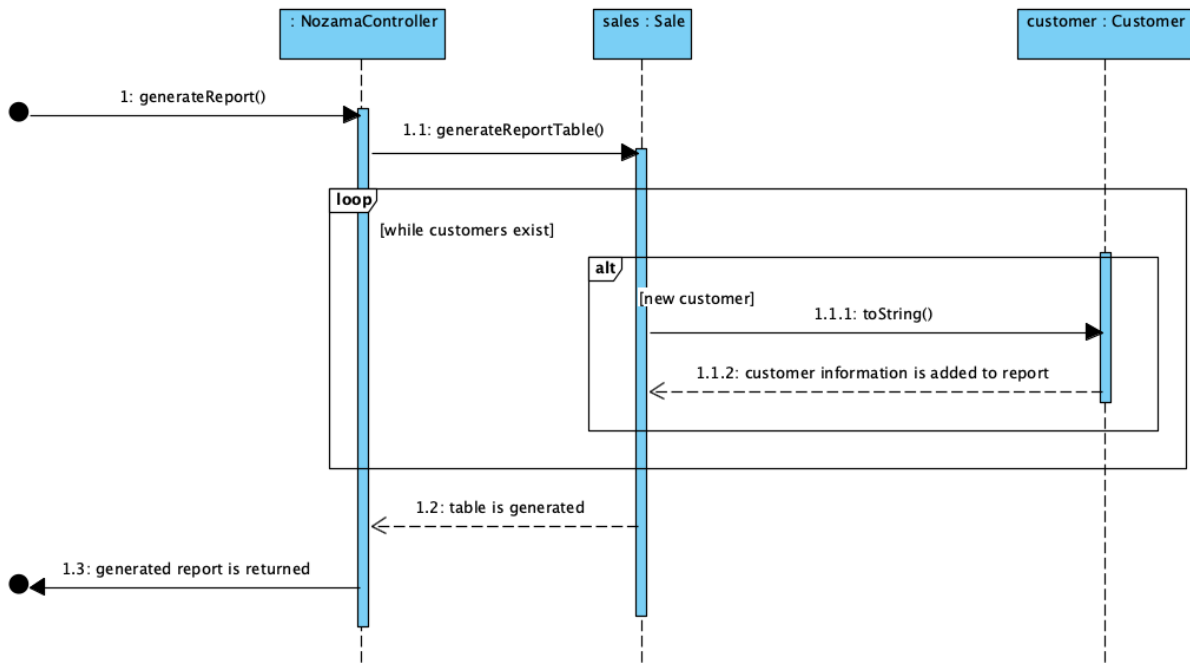 : NozamaController
sales : Sale
customer : Customer
1: generateReport()
1.1: generateReportTable()
loop
[while customers exist]
alt
[new customer]
1.1.1: toString()
1.1.2: customer information is added to report
1.2: table is generated
1.3: generated report is returned